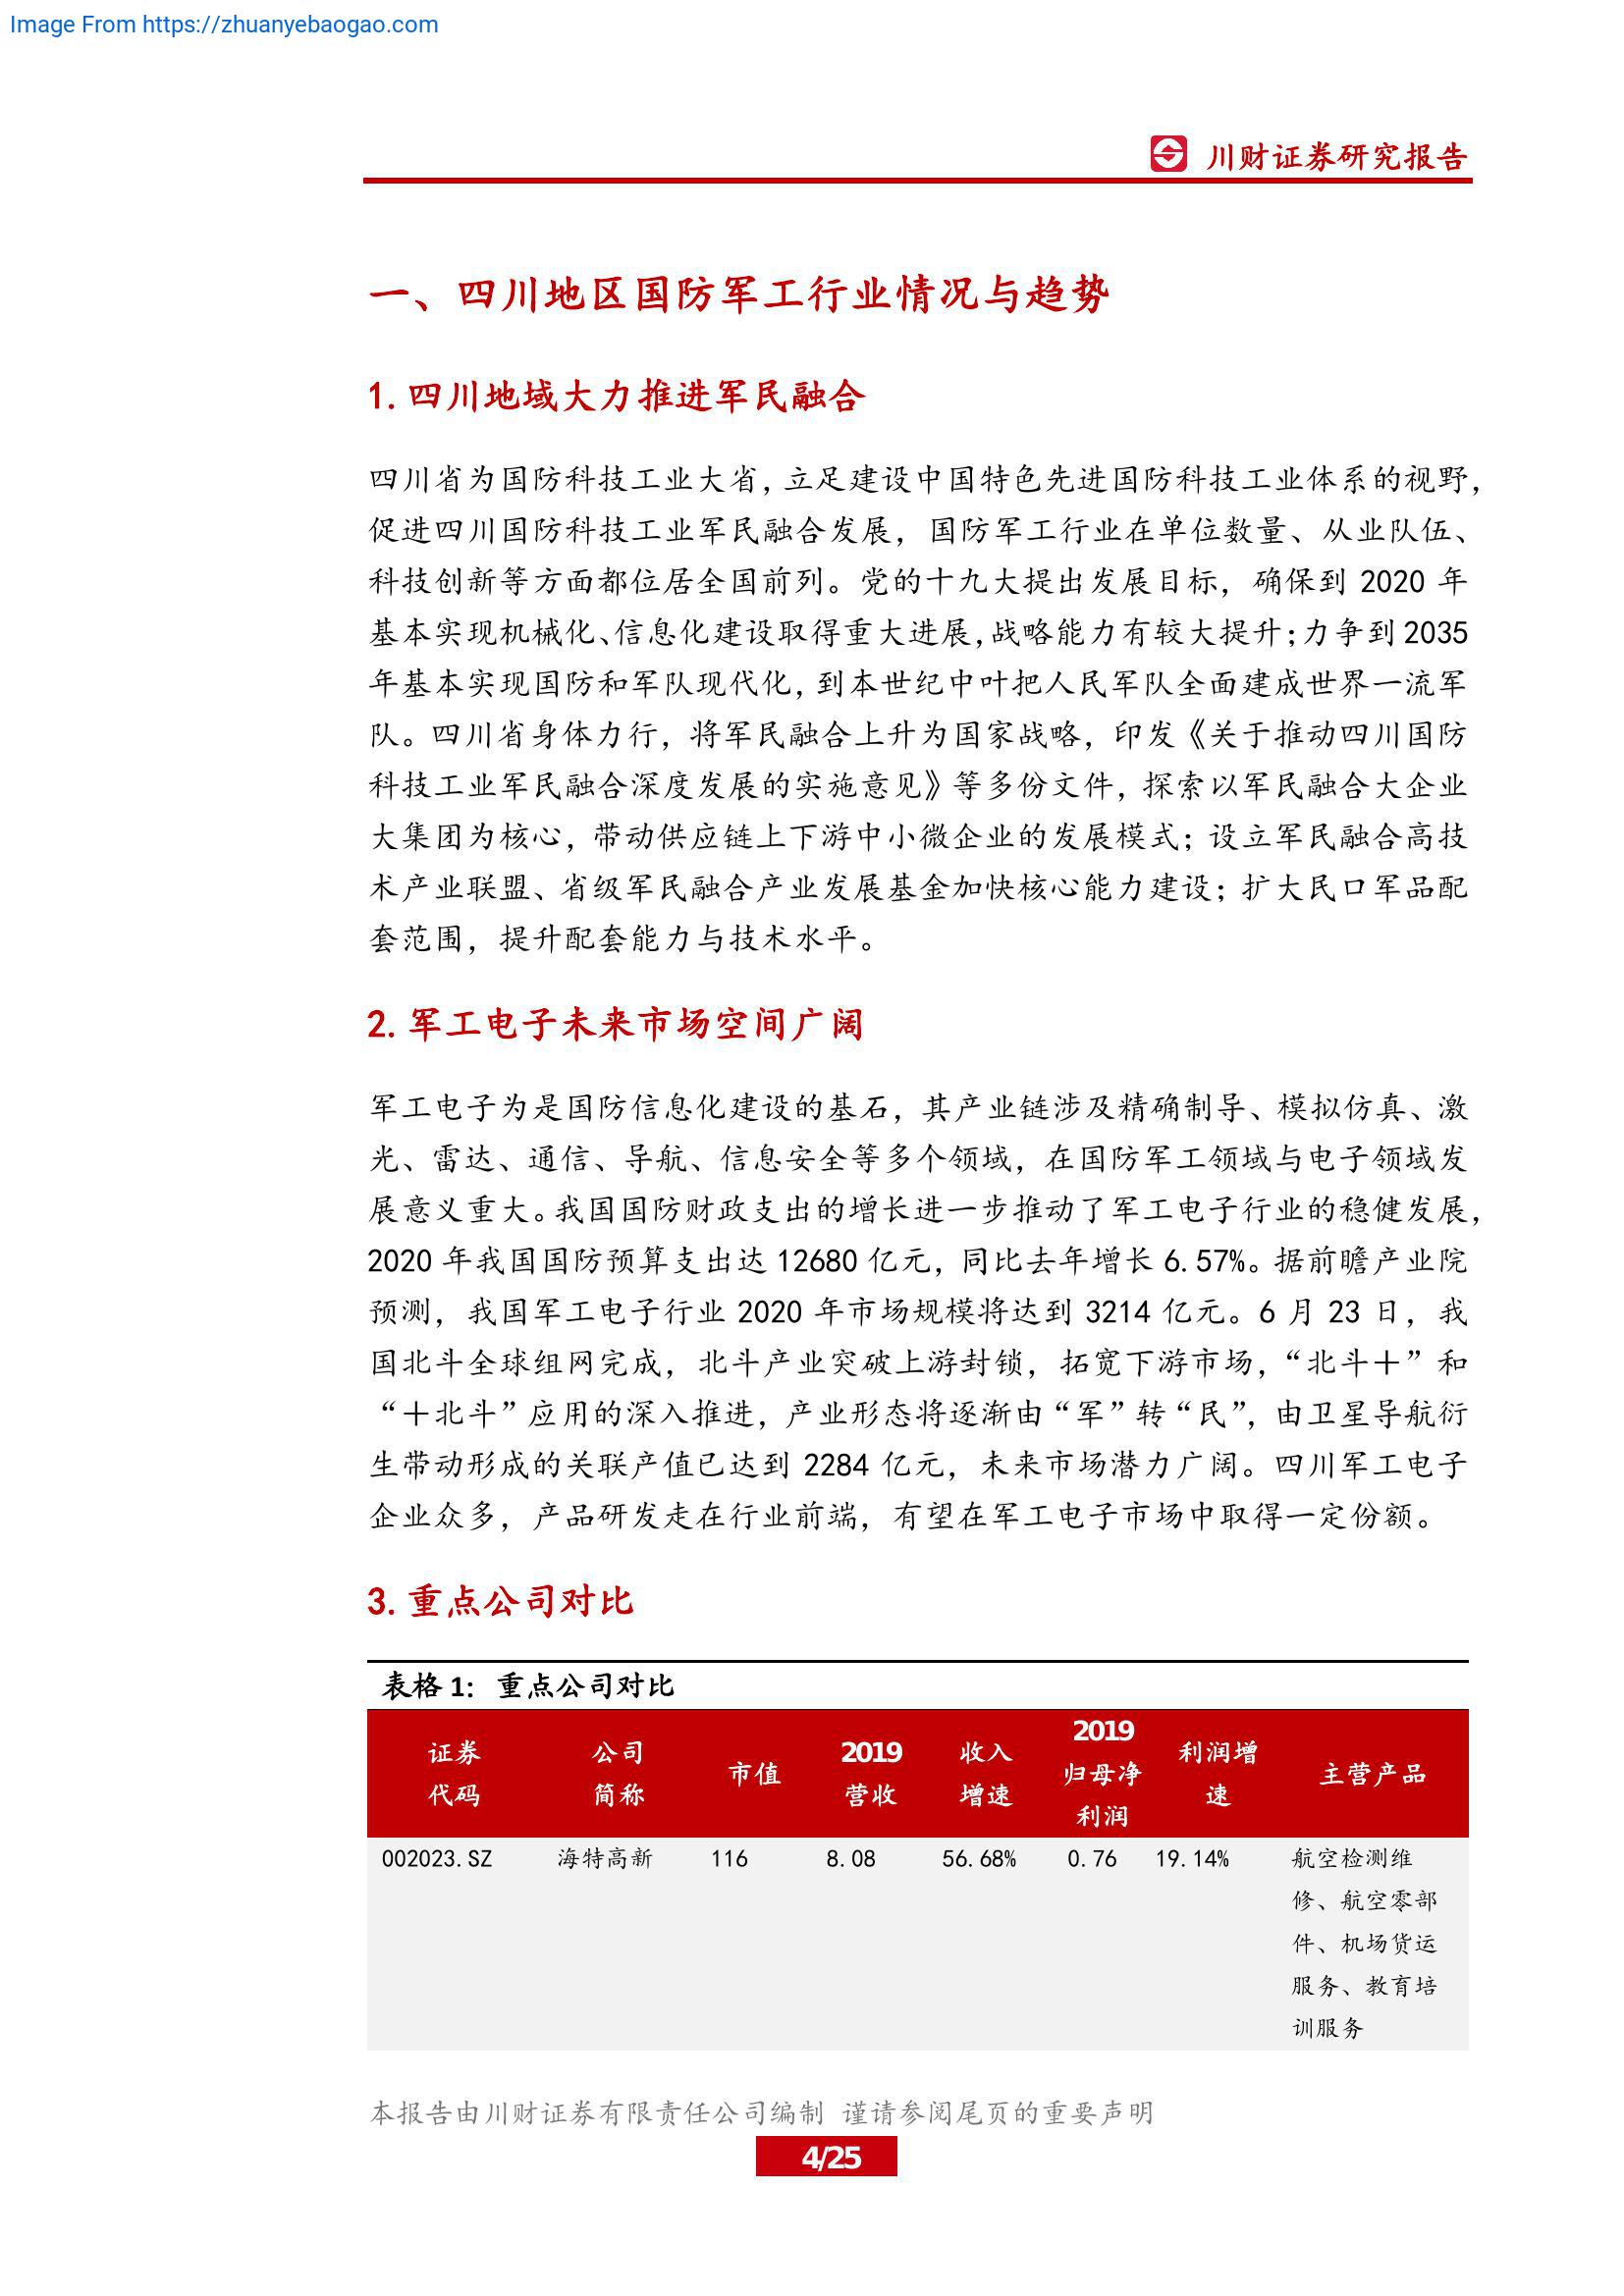 Image From https://zhuanyebaogao.com
川财证券研究报告
一、四川地区国防军工行业情况与趋势
1. 四川地域大力推进军民融合
四川省为国防科技工业大省，立足建设中国特色先进国防科技工业体系的视野，
促进四川国防科技工业军民融合发展，国防军工行业在单位数量、从业队伍、
科技创新等方面都位居全国前列。党的十九大提出发展目标，确保到 2020 年
基本实现机械化、信息化建设取得重大进展，战略能力有较大提升；力争到 2035
年基本实现国防和军队现代化，到本世纪中叶把人民军队全面建成世界一流军
队。四川省身体力行，将军民融合上升为国家战略，印发《关于推动四川国防
科技工业军民融合深度发展的实施意见》等多份文件，探索以军民融合大企业
大集团为核心，带动供应链上下游中小微企业的发展模式；设立军民融合高技
术产业联盟、省级军民融合产业发展基金加快核心能力建设；扩大民口军品配
套范围，提升配套能力与技术水平。
2. 军工电子未来市场空间广阔
军工电子为是国防信息化建设的基石，其产业链涉及精确制导、模拟仿真、激
光、雷达、通信、导航、信息安全等多个领域，在国防军工领域与电子领域发
展意义重大。我国国防财政支出的增长进一步推动了军工电子行业的稳健发展，
2020 年我国国防预算支出达 12680 亿元，同比去年增长 6.57%。据前瞻产业院
预测，我国军工电子行业 2020 年市场规模将达到 3214 亿元。6 月 23 日，我
国北斗全球组网完成，北斗产业突破上游封锁，拓宽下游市场，“北斗＋”和
“＋北斗”应用的深入推进，产业形态将逐渐由“军”转“民”，由卫星导航衍
生带动形成的关联产值已达到 2284 亿元，未来市场潜力广阔。四川军工电子
企业众多，产品研发走在行业前端，有望在军工电子市场中取得一定份额。
3. 重点公司对比
表格 1： 重点公司对比
证券代码 公司简称 市值 2019营收 收入增速 2019归母净利润 利润增速 主营产品
002023.SZ 海特高新 116 8.08 56.68% 0.76 19.14% 航空检测维
修、航空零部
件、机场货运
服务、教育培
训服务
本报告由川财证券有限责任公司编制 谨请参阅尾页的重要声明
4/25